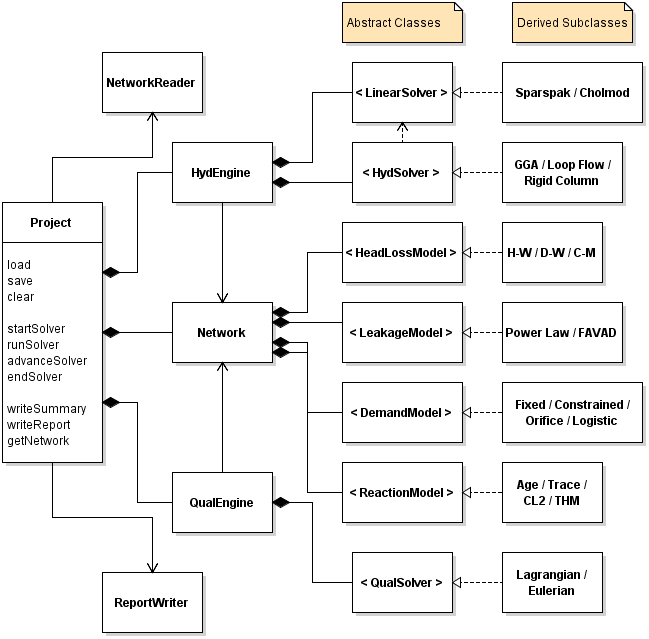 Abstract Classes
Derived Subclasses
NetworkReader
< LinearSolver >
Sparspak / Cholmod
HydEngine
< HydSolver >
GGA / Loop Flow /
Rigid Column
Project
load
save
clear
startSolver
runSolver
advanceSolver
endSolver
writeSummary
writeReport
getNetwork
< HeadLossModel >
H-W / D-W / C-M
Network
< LeakageModel >
Power Law / FAVAD
< DemandModel >
Fixed / Constrained /
Orifice / Logistic
QualEngine
< ReactionModel >
Age / Trace /
CL2 / THM
< QualSolver >
Lagrangian /
Eulerian
ReportWriter